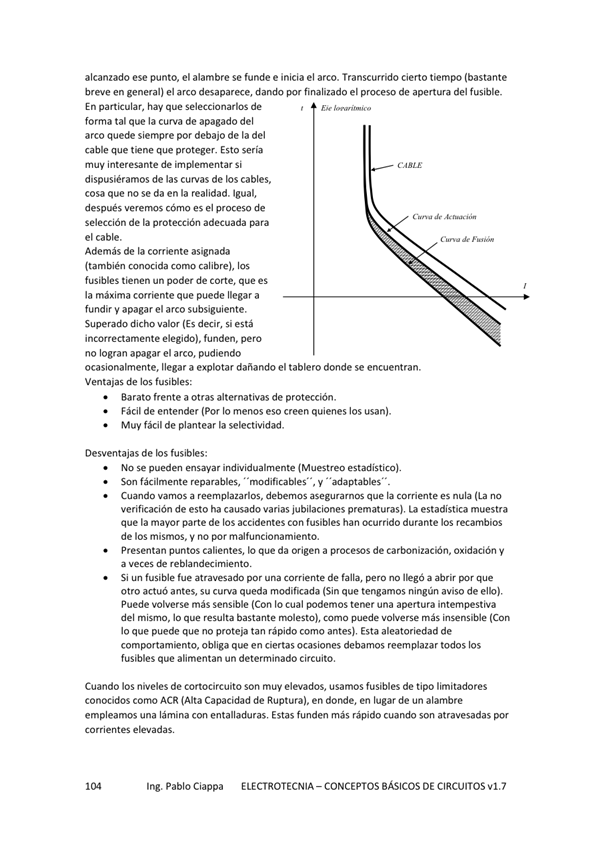 alcanzado ese punto, el alambre se funde e inicia el arco. Transcurrido cierto tiempo (bastante
breve en general) el arco desaparece, dando por finalizado el proceso de apertura del fusible.
En particular, hay que seleccionarlos de
forma tal que la curva de apagado del
arco quede siempre por debajo de la del
cable que tiene que proteger. Esto sería
muy interesante de implementar si
dispusiéramos de las curvas de los cables,
cosa que no se da en la realidad. Igual,
después veremos cómo es el proceso de
selección de la protección adecuada para
el cable.
t
Eje logarítmico
CABLE
Curva de Actuación
Curva de Fusión
I
Además de la corriente asignada
(también conocida como calibre), los
fusibles tienen un poder de corte, que es
la máxima corriente que puede llegar a
fundir y apagar el arco subsiguiente.
Superado dicho valor (Es decir, si está
incorrectamente elegido), funden, pero
no logran apagar el arco, pudiendo
ocasionalmente, llegar a explotar dañando el tablero donde se encuentran.
Ventajas de los fusibles:
• Barato frente a otras alternativas de protección.
• Fácil de entender (Por lo menos eso creen quienes los usan).
• Muy fácil de plantear la selectividad.
Desventajas de los fusibles:
• No se pueden ensayar individualmente (Muestreo estadístico).
• Son fácilmente reparables, ´´modificables´´, y ´´adaptables´´.
• Cuando vamos a reemplazarlos, debemos asegurarnos que la corriente es nula (La no
verificación de esto ha causado varias jubilaciones prematuras). La estadística muestra
que la mayor parte de los accidentes con fusibles han ocurrido durante los recambios
de los mismos, y no por malfuncionamiento.
• Presentan puntos calientes, lo que da origen a procesos de carbonización, oxidación y
a veces de reblandecimiento.
• Si un fusible fue atravesado por una corriente de falla, pero no llegó a abrir por que
otro actuó antes, su curva queda modificada (Sin que tengamos ningún aviso de ello).
Puede volverse más sensible (Con lo cual podemos tener una apertura intempestiva
del mismo, lo que resulta bastante molesto), como puede volverse más insensible (Con
lo que puede que no proteja tan rápido como antes). Esta aleatoriedad de
comportamiento, obliga que en ciertas ocasiones debamos reemplazar todos los
fusibles que alimentan un determinado circuito.
Cuando los niveles de cortocircuito son muy elevados, usamos fusibles de tipo limitadores
conocidos como ACR (Alta Capacidad de Ruptura), en donde, en lugar de un alambre
empleamos una lámina con entalladuras. Estas funden más rápido cuando son atravesadas por
corrientes elevadas.
104 Ing. Pablo Ciappa ELECTROTECNIA – CONCEPTOS BÁSICOS DE CIRCUITOS v1.7